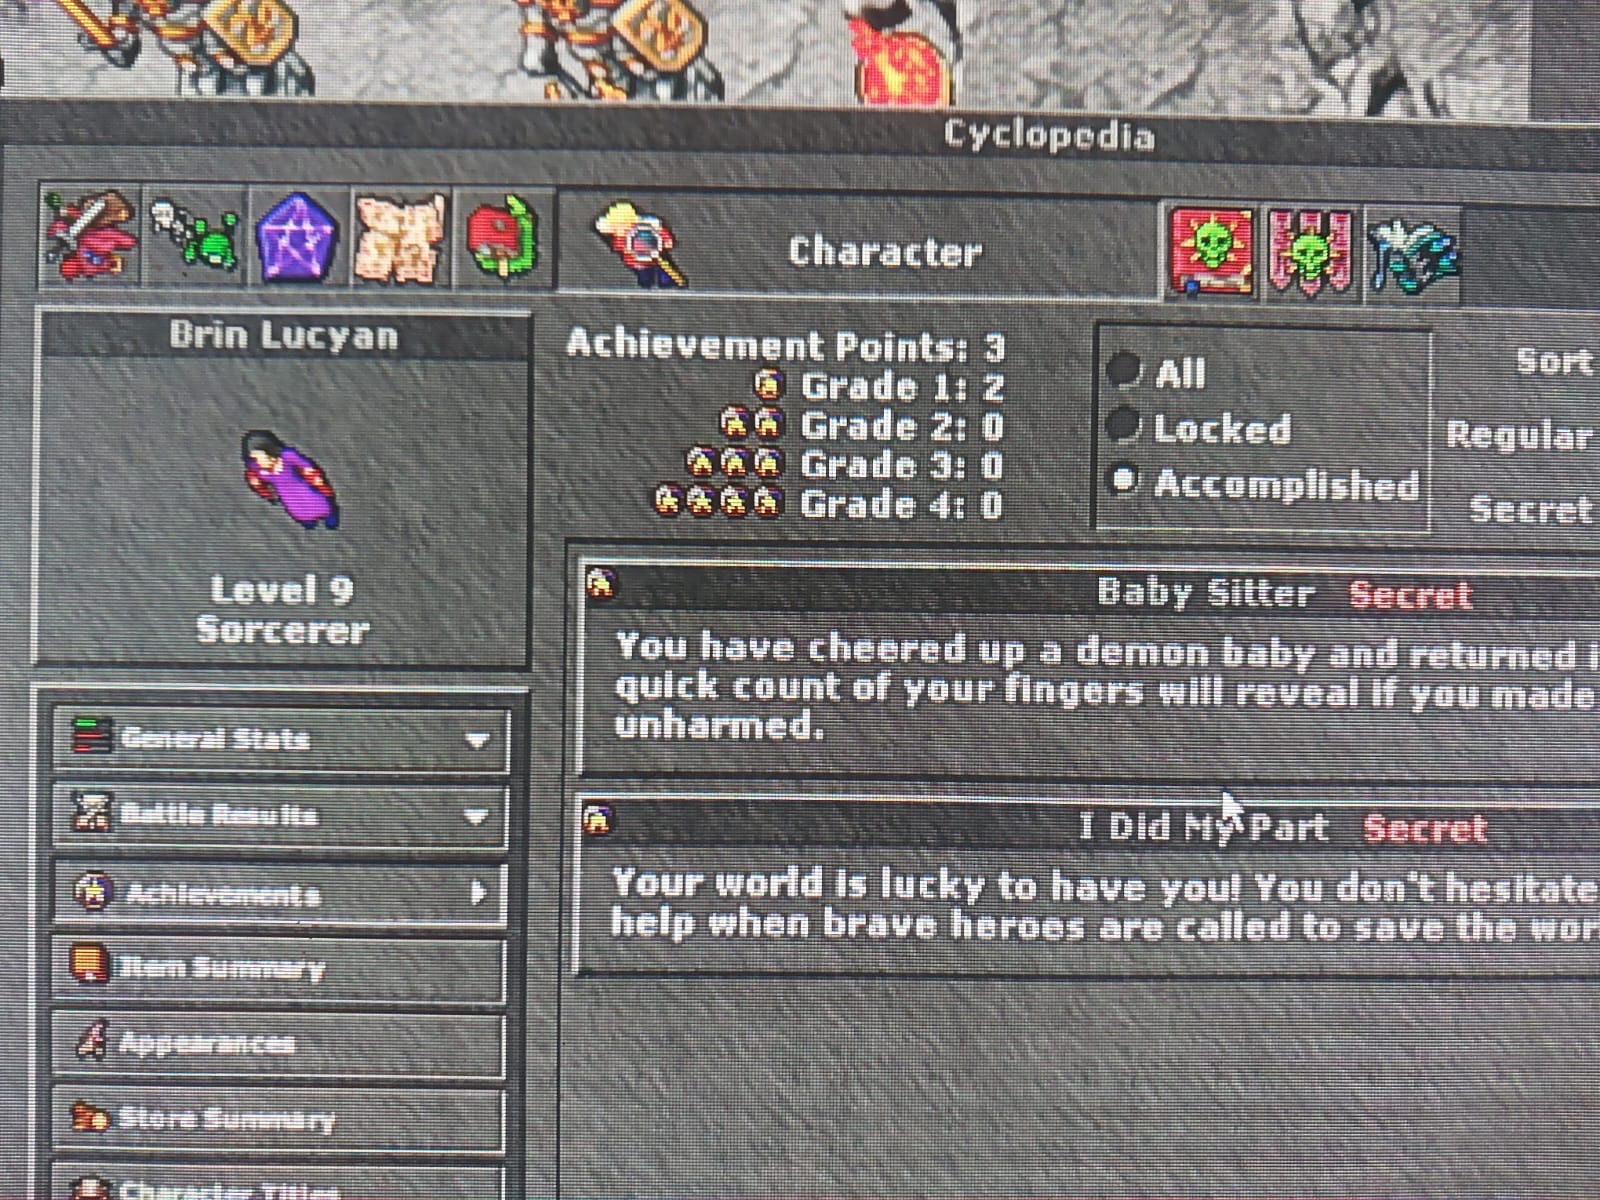 Cyclopedia
Character
Brin Lucyan
Level 9
Sorcerer
Achievement Points: 3
Grade 1: 2
Grade 2: 0
Grade 3: 0
Grade 4: 0
All
Locked
Accomplished
Sort
Regular
Secret
General Stats
Battle Results
Achievements
Item Summary
Appearances
Store Summary
Character Titles
Baby Sitter Secret
You have cheered up a demon baby and returned
quick count of your fingers will reveal if you made
unharmed.
I Did My Part Secret
Your world is lucky to have you! You don't hesitate
help when brave heroes are called to save the